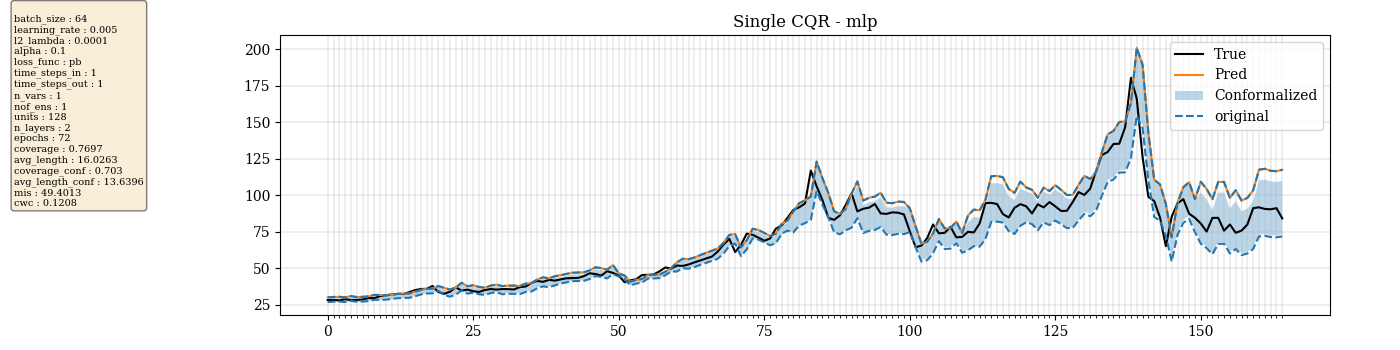 batch_size : 64
learning_rate : 0.005
l2_lambda : 0.0001
alpha : 0.1
loss_func : pb
time_steps_in : 1
time_steps_out : 1
n_vars : 1
nof_ens : 1
units : 128
n_layers : 2
epochs : 72
coverage : 0.7697
avg_length : 16.0263
coverage_conf : 0.703
avg_length_conf : 13.6396
mis : 49.4013
cwc : 0.1208
Single CQR - mlp
200
175
150
125
100
75
50
25
0 25 50 75 100 125 150
True
Pred
Conformalized
original